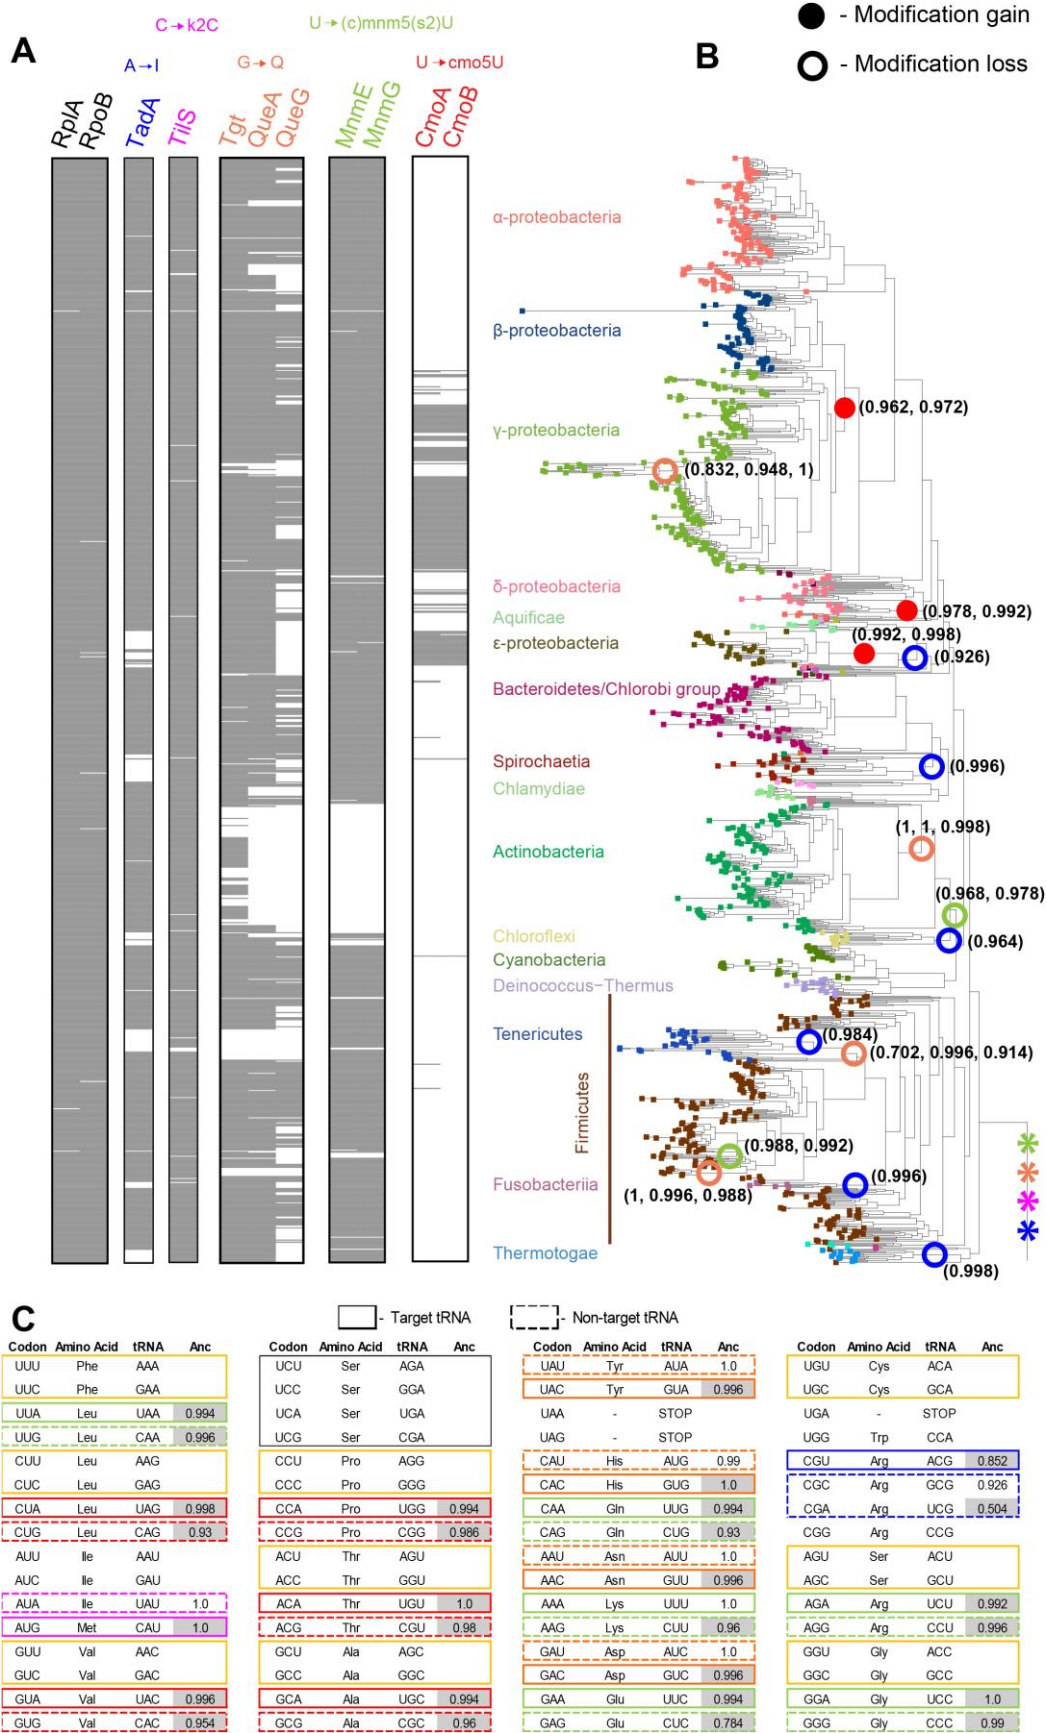 A
C→k2C
U→(c)mnm5(s2)U
A→I
G→Q
U→cmo5U
RplA
RpoB
TadA
TilS
Tgt
QueA
QueG
MnmE
MnmG
CmoA
CmoB
B
- Modification gain
- Modification loss
α-proteobacteria
β-proteobacteria
(0.962, 0.972)
γ-proteobacteria
(0.832, 0.948, 1)
δ-proteobacteria
(0.978, 0.992)
Aquificae
(0.992, 0.998)
ε-proteobacteria
(0.926)
Bacteroidetes/Chlorobi group
Spirochaetia
(0.996)
Chlamydiae
(1, 1, 0.998)
Actinobacteria
(0.968, 0.978)
Chloroflexi
(0.964)
Cyanobacteria
Deinococcus−Thermus
Tenericutes
(0.984)
(0.702, 0.996, 0.914)
Firmicutes
(0.988, 0.992)
Fusobacteriia
(0.996)
(1, 0.996, 0.988)
Thermotogae
(0.998)
* * * *
C
- Target tRNA
- Non-target tRNA
Codon Amino Acid tRNA Anc
UUU Phe AAA
UUC Phe GAA
UUA Leu UAA 0.994
UUG Leu CAA 0.996
CUU Leu AAG
CUC Leu GAG
CUA Leu UAG 0.998
CUG Leu CAG 0.93
AUU Ile AAU
AUC Ile GAU
AUA Ile UAU 1.0
AUG Met CAU 1.0
GUU Val AAC
GUC Val GAC
GUA Val UAC 0.996
GUG Val CAC 0.954
Codon Amino Acid tRNA Anc
UCU Ser AGA
UCC Ser GGA
UCA Ser UGA
UCG Ser CGA
CCU Pro AGG
CCC Pro GGG
CCA Pro UGG 0.994
CCG Pro CGG 0.986
ACU Thr AGU
ACC Thr GGU
ACA Thr UGU 1.0
ACG Thr CGU 0.98
GCU Ala AGC
GCC Ala GGC
GCA Ala UGC 0.994
GCG Ala CGC 0.96
Codon Amino Acid tRNA Anc
UAU Tyr AUA 1.0
UAC Tyr GUA 0.996
UAA - STOP
UAG - STOP
CAU His AUG 0.99
CAC His GUG 1.0
CAA Gln UUG 0.994
CAG Gln CUG 0.93
AAU Asn AUU 1.0
AAC Asn GUU 0.996
AAA Lys UUU 1.0
AAG Lys CUU 0.96
GAU Asp AUC 1.0
GAC Asp GUC 0.996
GAA Glu UUC 0.994
GAG Glu CUC 0.784
Codon Amino Acid tRNA Anc
UGU Cys ACA
UGC Cys GCA
UGA - STOP
UGG Trp CCA
CGU Arg ACG 0.852
CGC Arg GCG 0.926
CGA Arg UCG 0.504
CGG Arg CCG
AGU Ser ACU
AGC Ser GCU
AGA Arg UCU 0.992
AGG Arg CCU 0.996
GGU Gly ACC
GGC Gly GCC
GGA Gly UCC 1.0
GGG Gly CCC 0.99